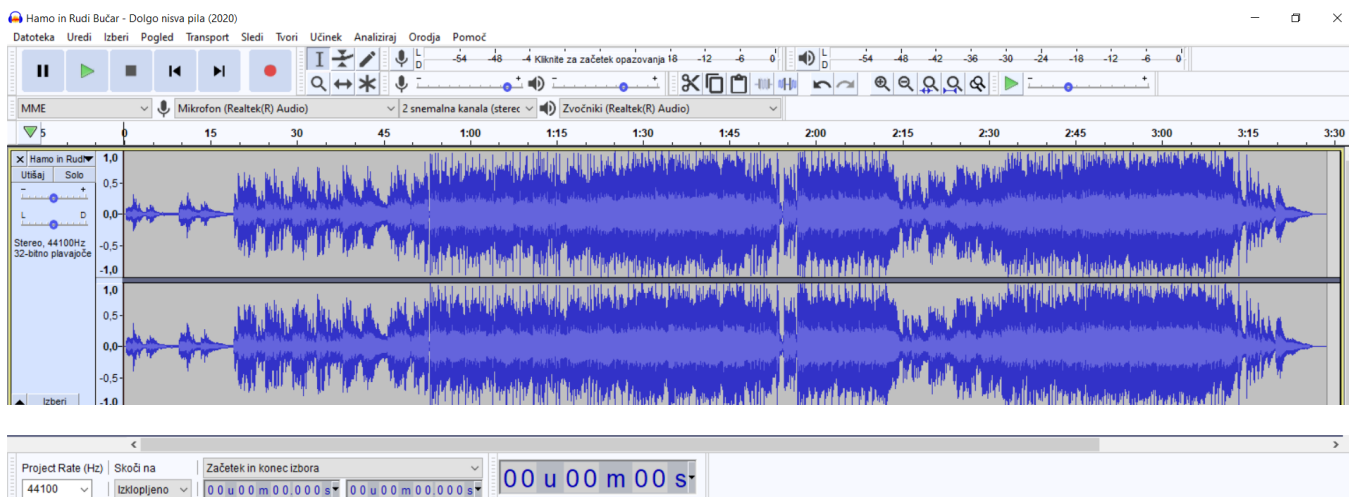 Hamo in Rudi Bučar - Dolgo nisva pila (2020)
Datoteka Uredi Izberi Pogled Transport Sledi Tvori Učinek Analiziraj Orodja Pomoč
L D -54 -48 -4 Kliknite za začetek opazovanja 18 -12 -6 0 L D -54 -48 -42 -36 -30 -24 -18 -12 -6 0
- + - + - +
MME Mikrofon (Realtek(R) Audio) 2 snemalna kanala (sterec Zvočniki (Realtek(R) Audio)
5 0 15 30 45 1:00 1:15 1:30 1:45 2:00 2:15 2:30 2:45 3:00 3:15 3:30
X Hamo in Rudi 1,0
Utišaj Solo
- + 0,5
L D 0,0
Stereo, 44100Hz -0,5
32-bitno plavajoče
-1,0
1,0
0,5
0,0
-0,5
Izberi -1,0
Project Rate (Hz) Skoči na Začetek in konec izbora
44100 Izklopljeno 00 u 00 m 00.000 s 00 u 00 m 00.000 s 00 u 00 m 00 s